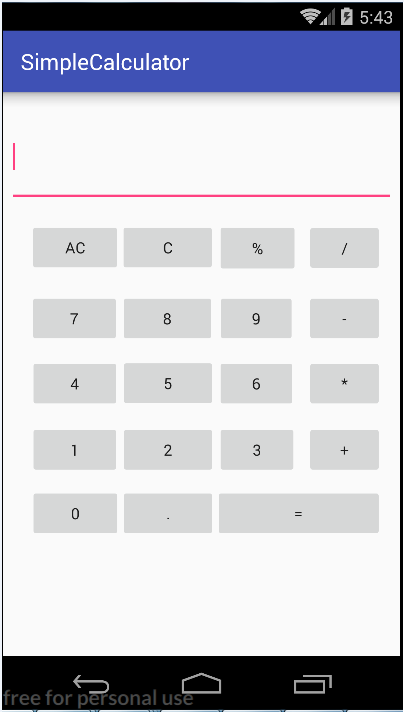 5:43
SimpleCalculator
AC C % /
7 8 9 -
4 5 6 *
1 2 3 +
0 . =
free for personal use